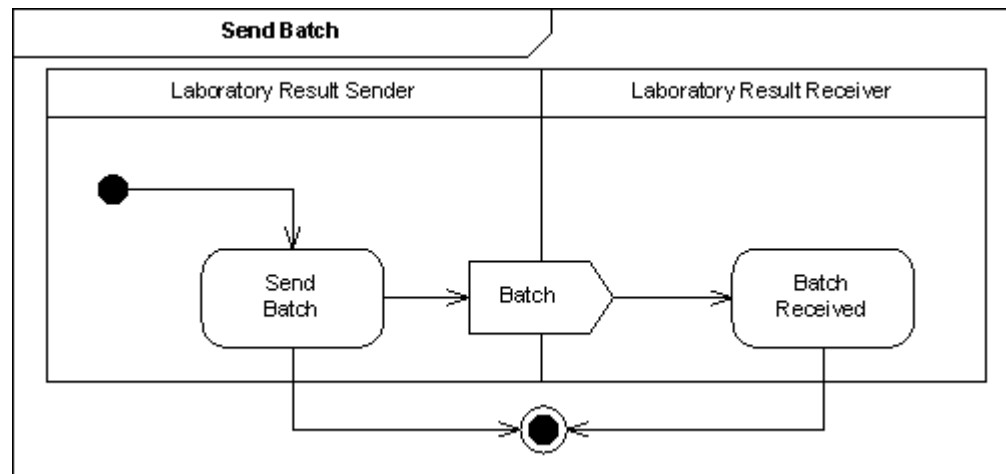 Send Batch
Laboratory Result Sender
Laboratory Result Receiver
Send
Batch
Batch
Batch
Received